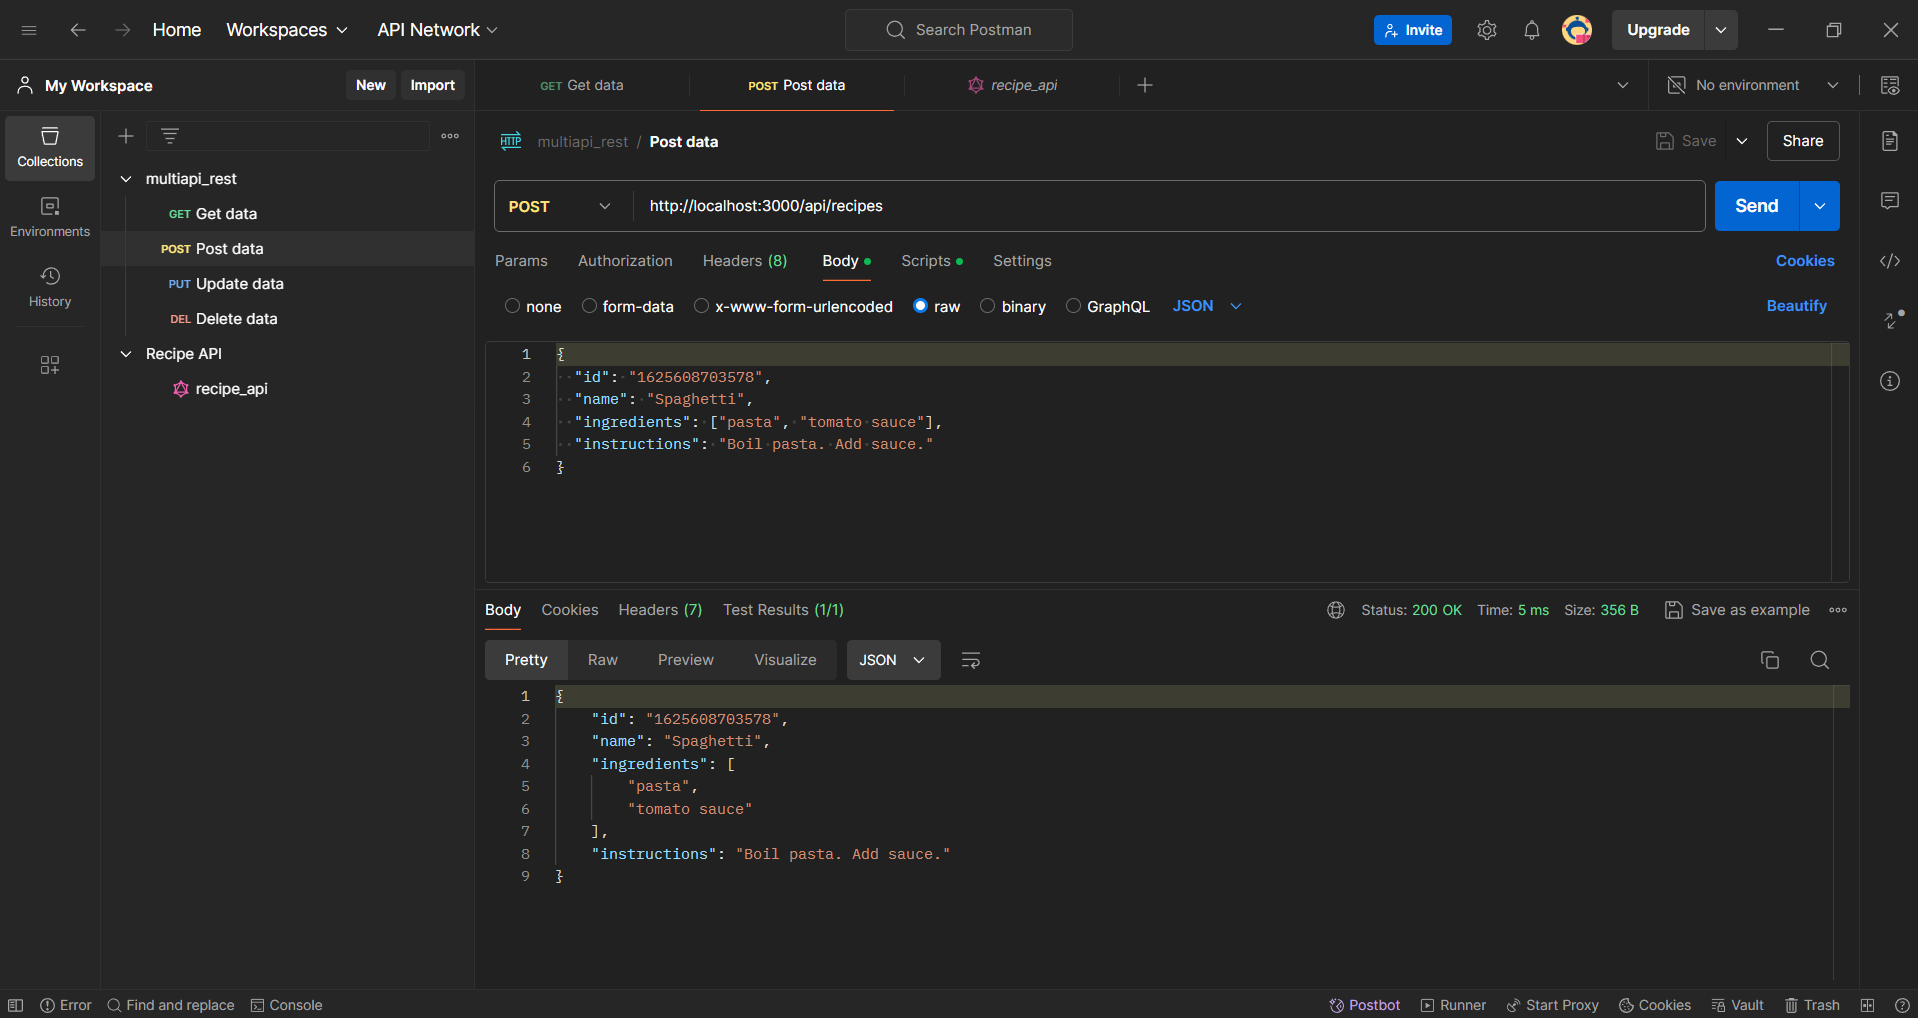 Home Workspaces API Network Search Postman Invite Upgrade
My Workspace New Import GET Get data POST Post data recipe_api No environment
Collections
Environments
History
multiapi_rest
GET Get data
POST Post data
PUT Update data
DEL Delete data
Recipe API
recipe_api
HTTP multiapi_rest / Post data Save Share
POST http://localhost:3000/api/recipes Send
Params Authorization Headers (8) Body Scripts Settings Cookies
none form-data x-www-form-urlencoded raw binary GraphQL JSON Beautify
1 {
2 "id": "1625608703578",
3 "name": "Spaghetti",
4 "ingredients": ["pasta", "tomato sauce"],
5 "instructions": "Boil pasta. Add sauce."
6 }
Body Cookies Headers (7) Test Results (1/1) Status: 200 OK Time: 5 ms Size: 356 B Save as example
Pretty Raw Preview Visualize JSON
1 {
2 "id": "1625608703578",
3 "name": "Spaghetti",
4 "ingredients": [
5 "pasta",
6 "tomato sauce"
7 ],
8 "instructions": "Boil pasta. Add sauce."
9 }
Error Find and replace Console Postbot Runner Start Proxy Cookies Vault Trash